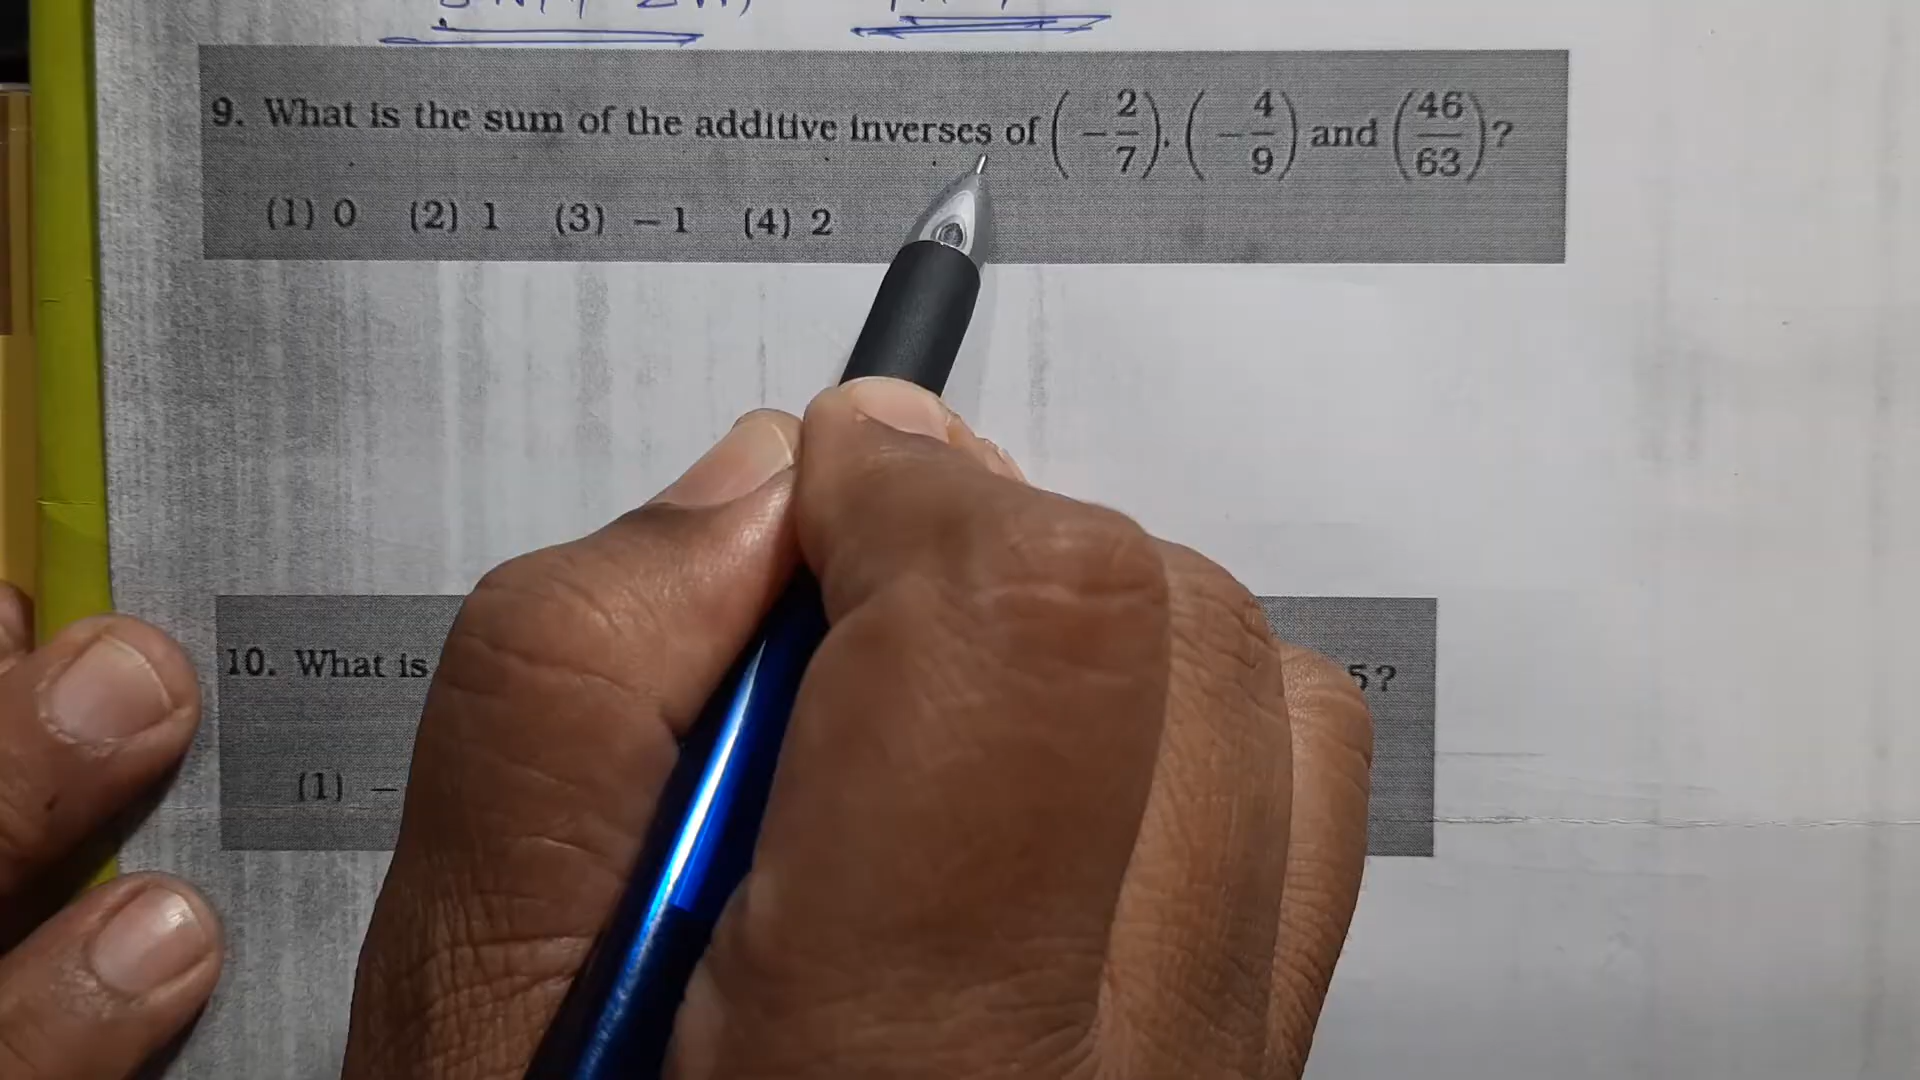 9. What is the sum of the additive inverses of (-2/7), (-4/9) and (46/63)?
(1) 0 (2) 1 (3) -1 (4) 2
10. What is 5?
(1) -